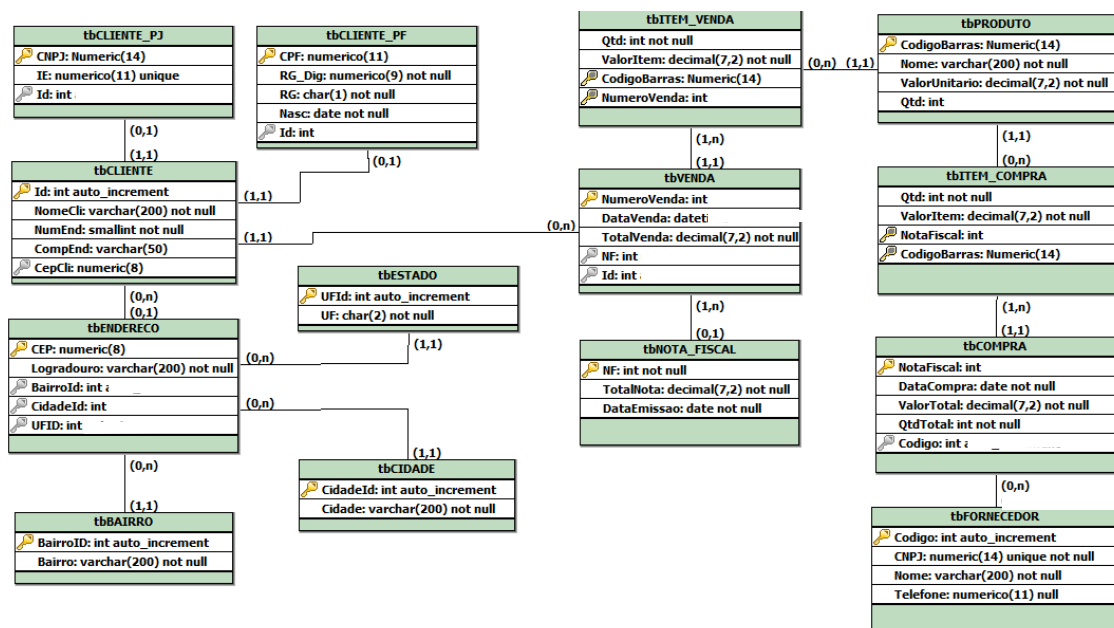 tbCLIENTE_PJ
CNPJ: Numeric(14)
IE: numerico(11) unique
Id: int
(0,1)
(1,1)
tbCLIENTE_PF
CPF: numerico(11)
RG_Dig: numerico(9) not null
RG: char(1) not null
Nasc: date not null
Id: int
(0,1)
(1,1)
tbCLIENTE
Id: int auto_increment
NomeCli: varchar(200) not null
NumEnd: smallint not null
CompEnd: varchar(50)
CepCli: numeric(8)
(1,1)
(0,n)
(0,n)
(0,1)
tbENDERECO
CEP: numeric(8)
Logradouro: varchar(200) not null
BairroId: int
CidadeId: int
UFID: int
(0,n)
(0,n)
(0,n)
(1,1)
tbESTADO
UFId: int auto_increment
UF: char(2) not null
(1,1)
(1,1)
tbCIDADE
CidadeId: int auto_increment
Cidade: varchar(200) not null
tbBAIRRO
BairroID: int auto_increment
Bairro: varchar(200) not null
tbITEM_VENDA
Qtd: int not null
ValorItem: decimal(7,2) not null
CodigoBarras: Numeric(14)
NumeroVenda: int
(0,n) (1,1)
(1,n)
(1,1)
tbVENDA
NumeroVenda: int
DataVenda: dateti
TotalVenda: decimal(7,2) not null
NF: int
Id: int
(1,n)
(0,1)
tbNOTA_FISCAL
NF: int not null
TotalNota: decimal(7,2) not null
DataEmissao: date not null
tbPRODUTO
CodigoBarras: Numeric(14)
Nome: varchar(200) not null
ValorUnitario: decimal(7,2) not null
Qtd: int
(1,1)
(0,n)
tbITEM_COMPRA
Qtd: int not null
ValorItem: decimal(7,2) not null
NotaFiscal: int
CodigoBarras: Numeric(14)
(1,n)
(1,1)
tbCOMPRA
NotaFiscal: int
DataCompra: date not null
ValorTotal: decimal(7,2) not null
QtdTotal: int not null
Codigo: int
(0,n)
tbFORNECEDOR
Codigo: int auto_increment
CNPJ: numeric(14) unique not null
Nome: varchar(200) not null
Telefone: numerico(11) null